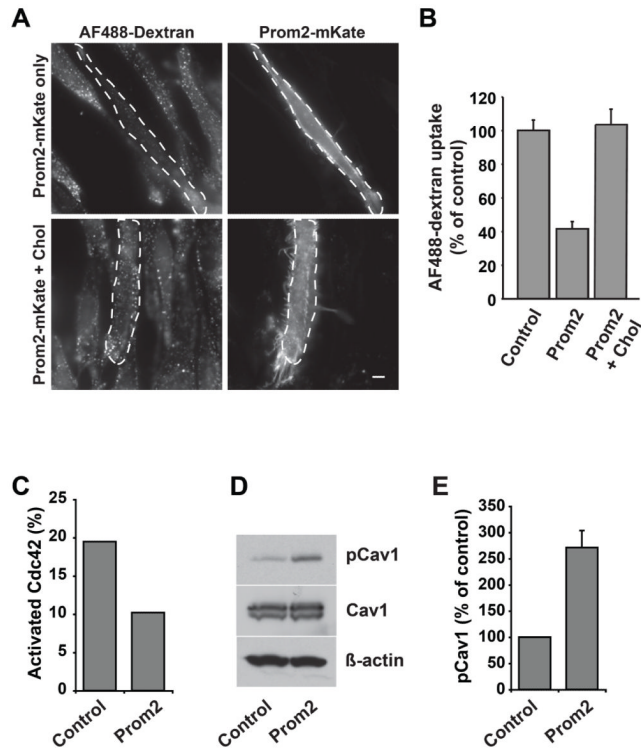 A
AF488-Dextran
Prom2-mKate
Prom2-mKate only
Prom2-mKate + Chol
B
AF488-dextran uptake
(% of control)
120
100
80
60
40
20
0
Control
Prom2
Prom2
+ Chol
C
Activated Cdc42 (%)
25
20
15
10
5
0
Control
Prom2
D
pCav1
Cav1
ß-actin
Control
Prom2
E
pCav1 (% of control)
350
300
250
200
150
100
50
0
Control
Prom2